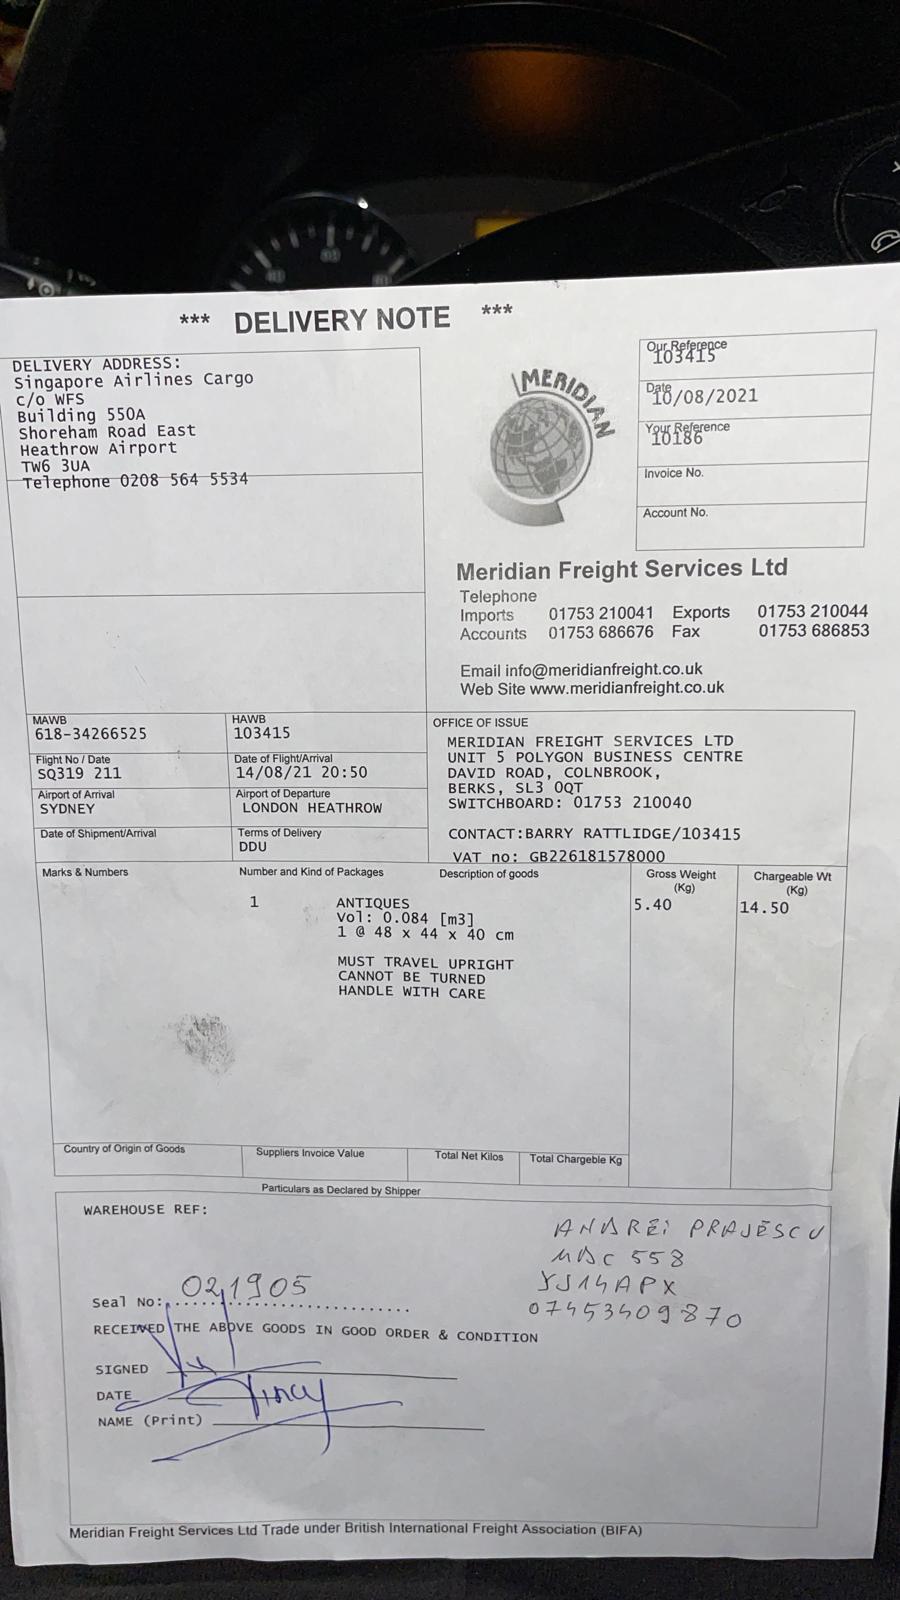 *** DELIVERY NOTE ***
DELIVERY ADDRESS:
Singapore Airlines Cargo
c/o WFS
Building 550A
Shoreham Road East
Heathrow Airport
TW6 3UA
Telephone 0208 564 5534
MERIDIAN
Our Reference
103415
Date
10/08/2021
Your Reference
10186
Invoice No.
Account No.
Meridian Freight Services Ltd
Telephone
Imports 01753 210041 Exports 01753 210044
Accounts 01753 686676 Fax 01753 686853
Email info@meridianfreight.co.uk
Web Site www.meridianfreight.co.uk
MAWB
618-34266525
HAWB
103415
Flight No / Date
SQ319 211
Date of Flight/Arrival
14/08/21 20:50
Airport of Arrival
SYDNEY
Airport of Departure
LONDON HEATHROW
Date of Shipment/Arrival
Terms of Delivery
DDU
OFFICE OF ISSUE
MERIDIAN FREIGHT SERVICES LTD
UNIT 5 POLYGON BUSINESS CENTRE
DAVID ROAD, COLNBROOK,
BERKS, SL3 0QT
SWITCHBOARD: 01753 210040
CONTACT:BARRY RATTLIDGE/103415
VAT no: GB226181578000
Marks & Numbers
Number and Kind of Packages
Description of goods
Gross Weight
(Kg)
Chargeable Wt
(Kg)
1 ANTIQUES 5.40 14.50
Vol: 0.084 [m3]
1 @ 48 x 44 x 40 cm
MUST TRAVEL UPRIGHT
CANNOT BE TURNED
HANDLE WITH CARE
Country of Origin of Goods
Suppliers Invoice Value
Total Net Kilos
Total Chargeable Kg
Particulars as Declared by Shipper
WAREHOUSE REF:
ANDREI PRAJESCU
MDC 558
YJ14APX
07453409870
Seal No: 021905
RECEIVED THE ABOVE GOODS IN GOOD ORDER & CONDITION
SIGNED
DATE
NAME (Print)
Meridian Freight Services Ltd Trade under British International Freight Association (BIFA)